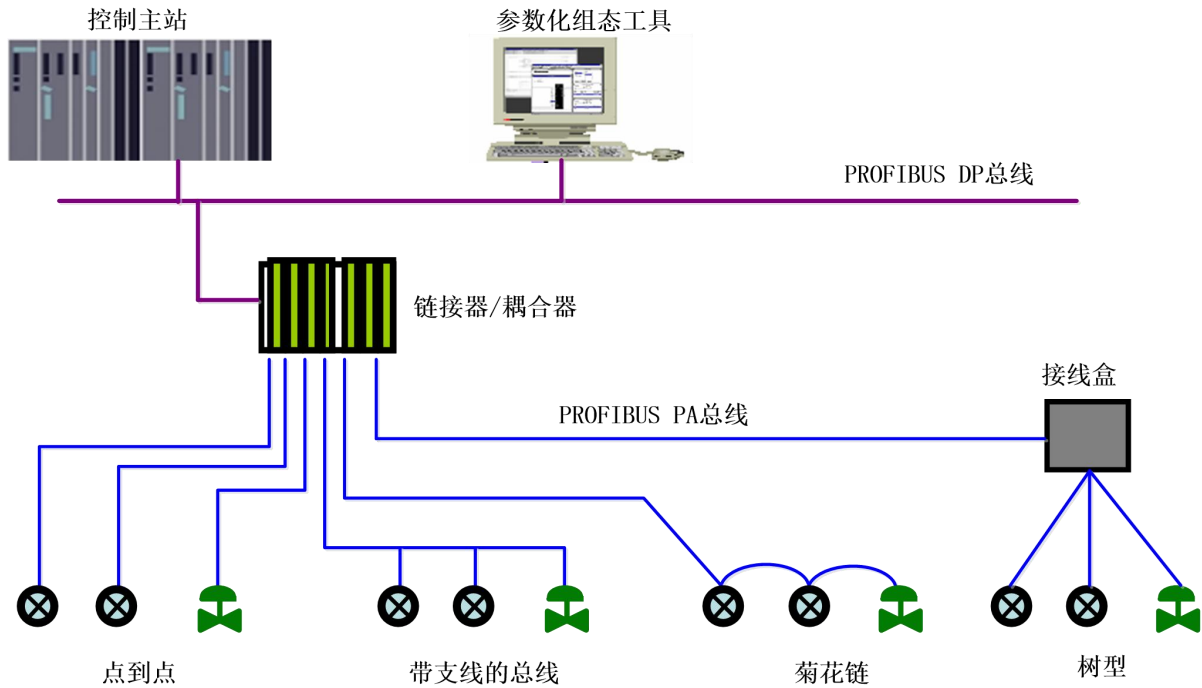 控制主站
参数化组态工具
PROFIBUS DP总线
链接器/耦合器
接线盒
PROFIBUS PA总线
点到点
带支线的总线
菊花链
树型